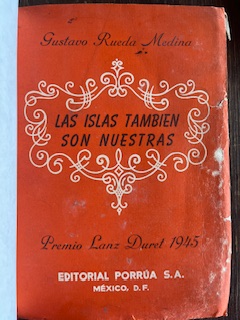 Gustavo Rueda Medina
LAS ISLAS TAMBIEN
SON NUESTRAS
Premio Lanz Duret 1945
EDITORIAL PORRÚA S.A.
MÉXICO, D. F.